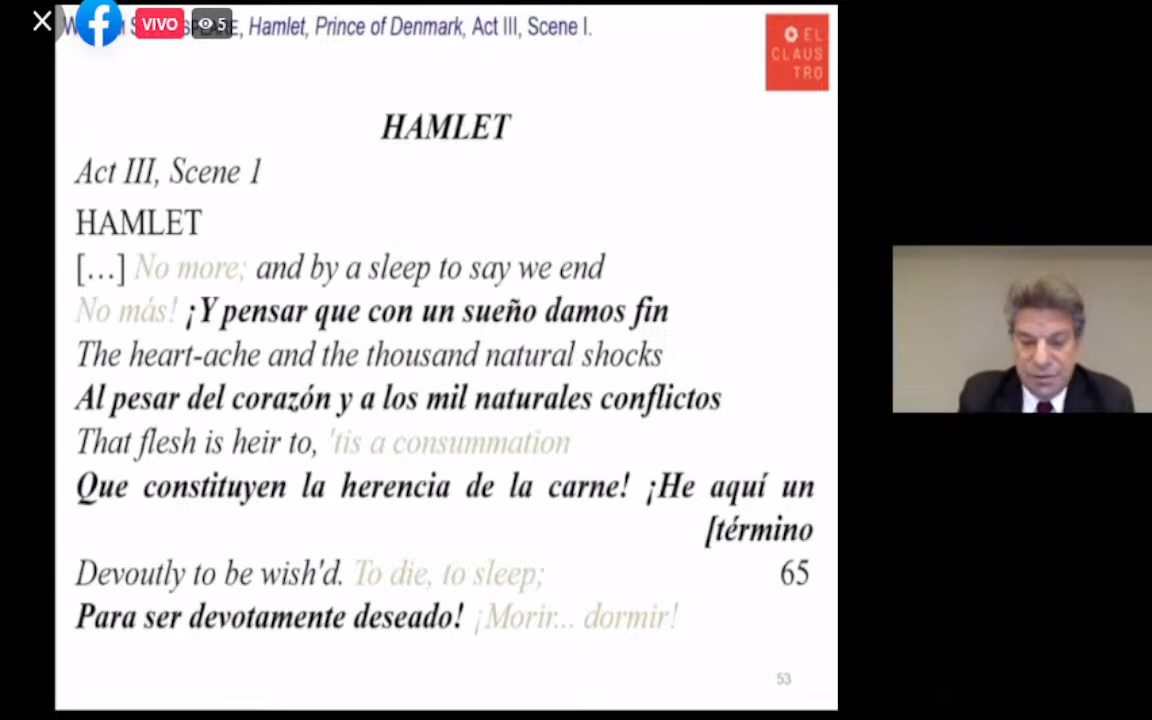 VIVO
5
Hamlet, Prince of Denmark, Act III, Scene I.
EL
CLAUS
TRO
HAMLET
Act III, Scene 1
HAMLET
[…] No more; and by a sleep to say we end
No más! ¡Y pensar que con un sueño damos fin
The heart-ache and the thousand natural shocks
Al pesar del corazón y a los mil naturales conflictos
That flesh is heir to, 'tis a consummation
Que constituyen la herencia de la carne! ¡He aquí un
[término
Devoutly to be wish'd. To die, to sleep; 65
Para ser devotamente deseado! ¡Morir... dormir!
53